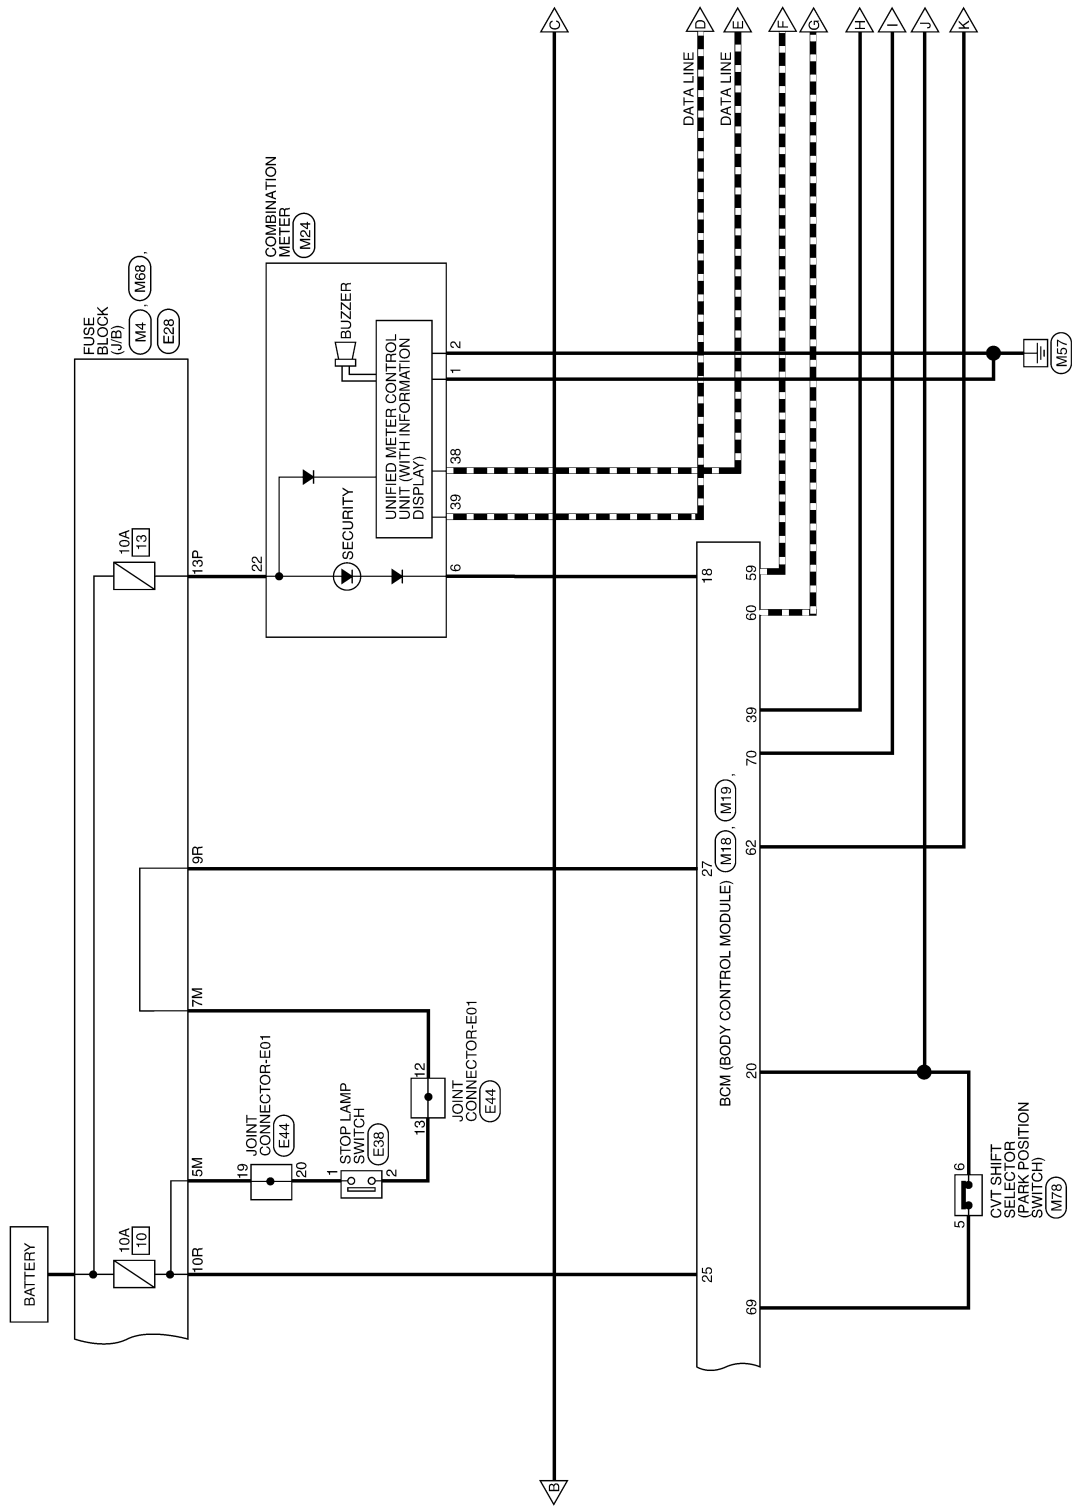 BATTERY
FUSE
BLOCK
(J/B)
M4 , M68 ,
E28
10A
10
10A
13
10R
5M
7M
9R
13P
JOINT
CONNECTOR-E01
E44
19
20
STOP LAMP
SWITCH
E38
1
2
13
12
JOINT
CONNECTOR-E01
E44
COMBINATION
METER
M24
22
SECURITY
BUZZER
UNIFIED METER CONTROL
UNIT (WITH INFORMATION
DISPLAY)
6
39
38
1
2
B
C
DATA LINE
D
DATA LINE
E
F
G
H
I
J
K
25
27
18
BCM (BODY CONTROL MODULE) M18 , M19 ,
69
20
62
70
39
60
59
5
6
CVT SHIFT
SELECTOR
(PARK POSITION
SWITCH)
M78
M57